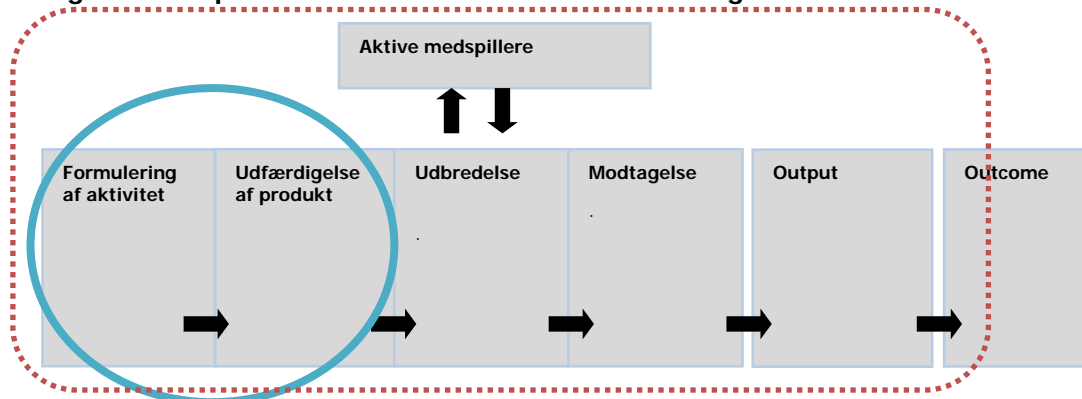 Aktive medspillere
Formulering
af aktivitet
Udfærdigelse
af produkt
Udbredelse
.
Modtagelse
.
Output
Outcome